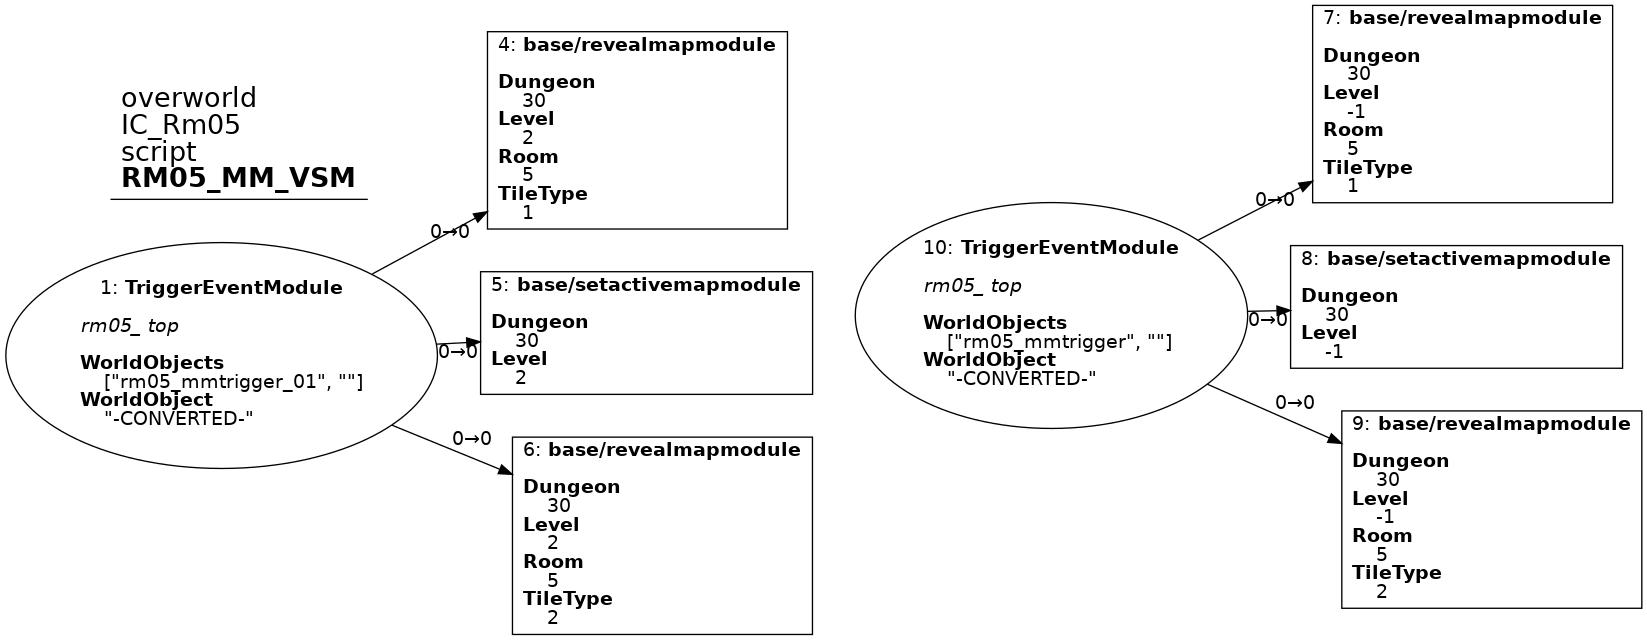 overworld
IC_Rm05
script
RM05_MM_VSM
1: TriggerEventModule
rm05_ top
WorldObjects
["rm05_mmtrigger_01", ""]
WorldObject
"-CONVERTED-"
0→0
0→0
0→0
4: base/revealmapmodule
Dungeon
30
Level
2
Room
5
TileType
1
5: base/setactivemapmodule
Dungeon
30
Level
2
6: base/revealmapmodule
Dungeon
30
Level
2
Room
5
TileType
2
10: TriggerEventModule
rm05_ top
WorldObjects
["rm05_mmtrigger", ""]
WorldObject
"-CONVERTED-"
0→0
0→0
0→0
7: base/revealmapmodule
Dungeon
30
Level
-1
Room
5
TileType
1
8: base/setactivemapmodule
Dungeon
30
Level
-1
9: base/revealmapmodule
Dungeon
30
Level
-1
Room
5
TileType
2